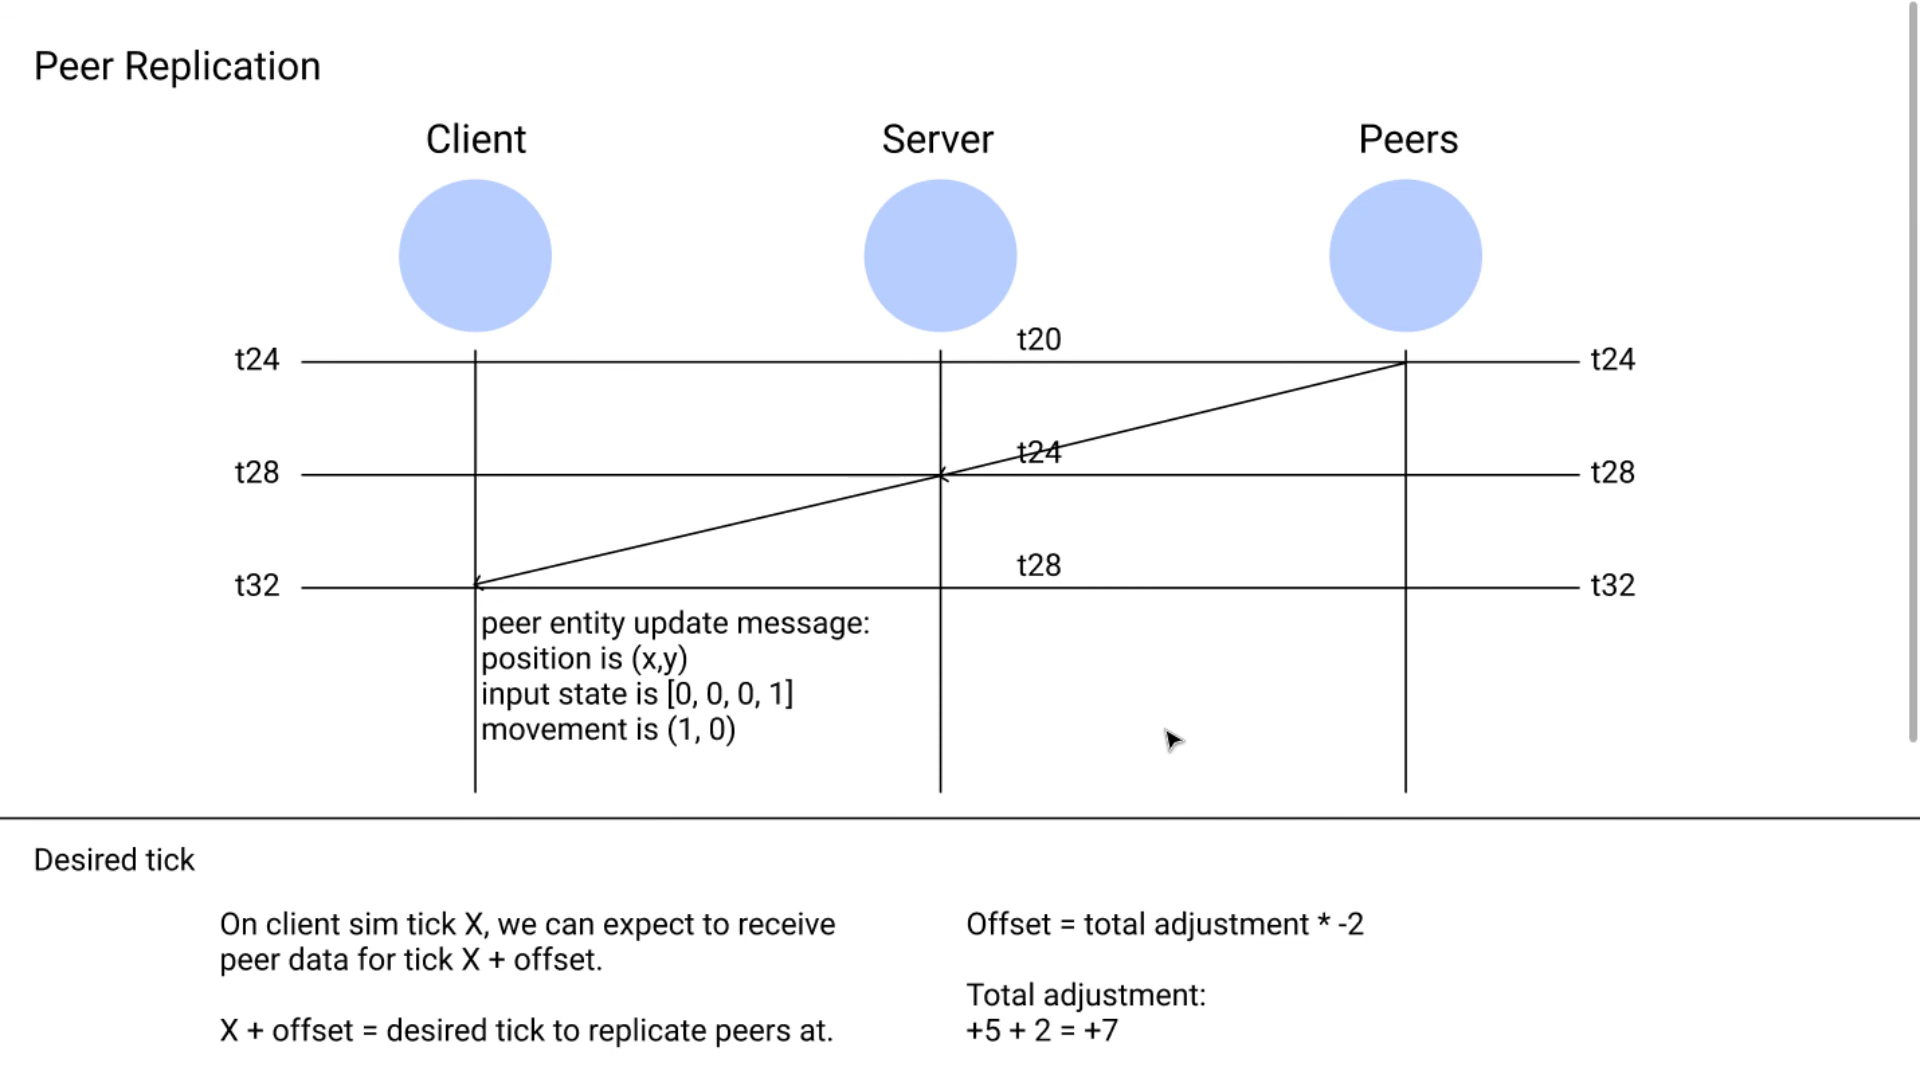 Peer Replication
Client
Server
Peers
t20
t24
t24
t24
t28
t28
t28
t32
t32
peer entity update message:
position is (x,y)
input state is [0, 0, 0, 1]
movement is (1, 0)
Desired tick
On client sim tick X, we can expect to receive
peer data for tick X + offset.
X + offset = desired tick to replicate peers at.
Offset = total adjustment * -2
Total adjustment:
+5 + 2 = +7